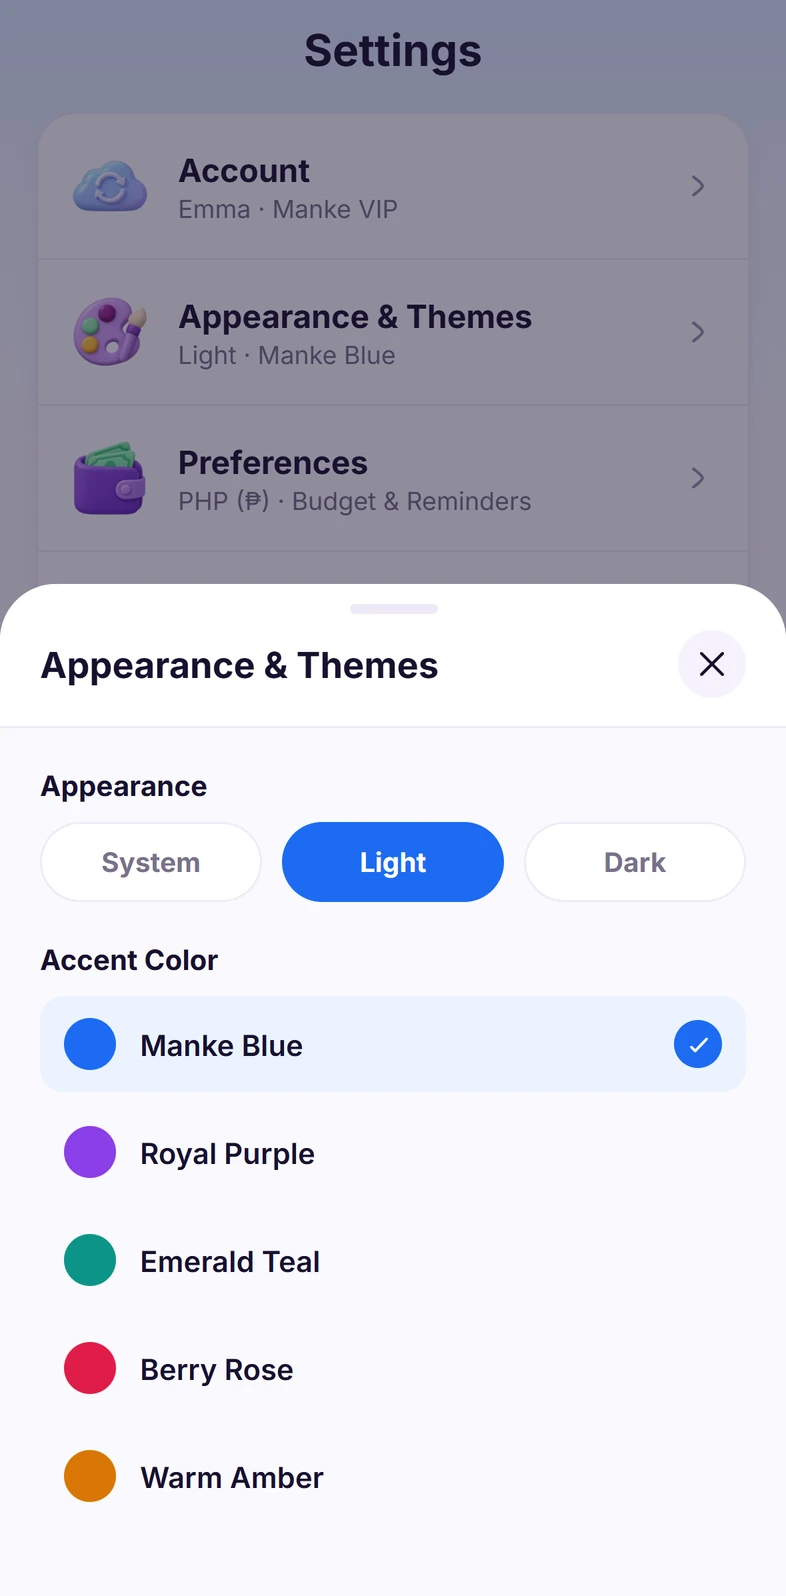 Settings
Account
Emma · Manke VIP
Appearance & Themes
Light · Manke Blue
Preferences
PHP (₱) · Budget & Reminders
Appearance & Themes
Appearance
System
Light
Dark
Accent Color
Manke Blue
Royal Purple
Emerald Teal
Berry Rose
Warm Amber